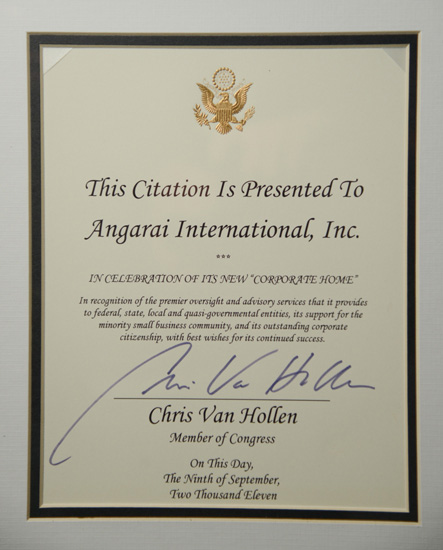 This Citation Is Presented To
Angarai International, Inc.
***
IN CELEBRATION OF ITS NEW "CORPORATE HOME"
In recognition of the premier oversight and advisory services that it provides
to federal, state, local and quasi-governmental entities, its support for the
minority small business community, and its outstanding corporate
citizenship, with best wishes for its continued success.
Chris Van Hollen
Chris Van Hollen
Member of Congress
On This Day,
The Ninth of September,
Two Thousand Eleven